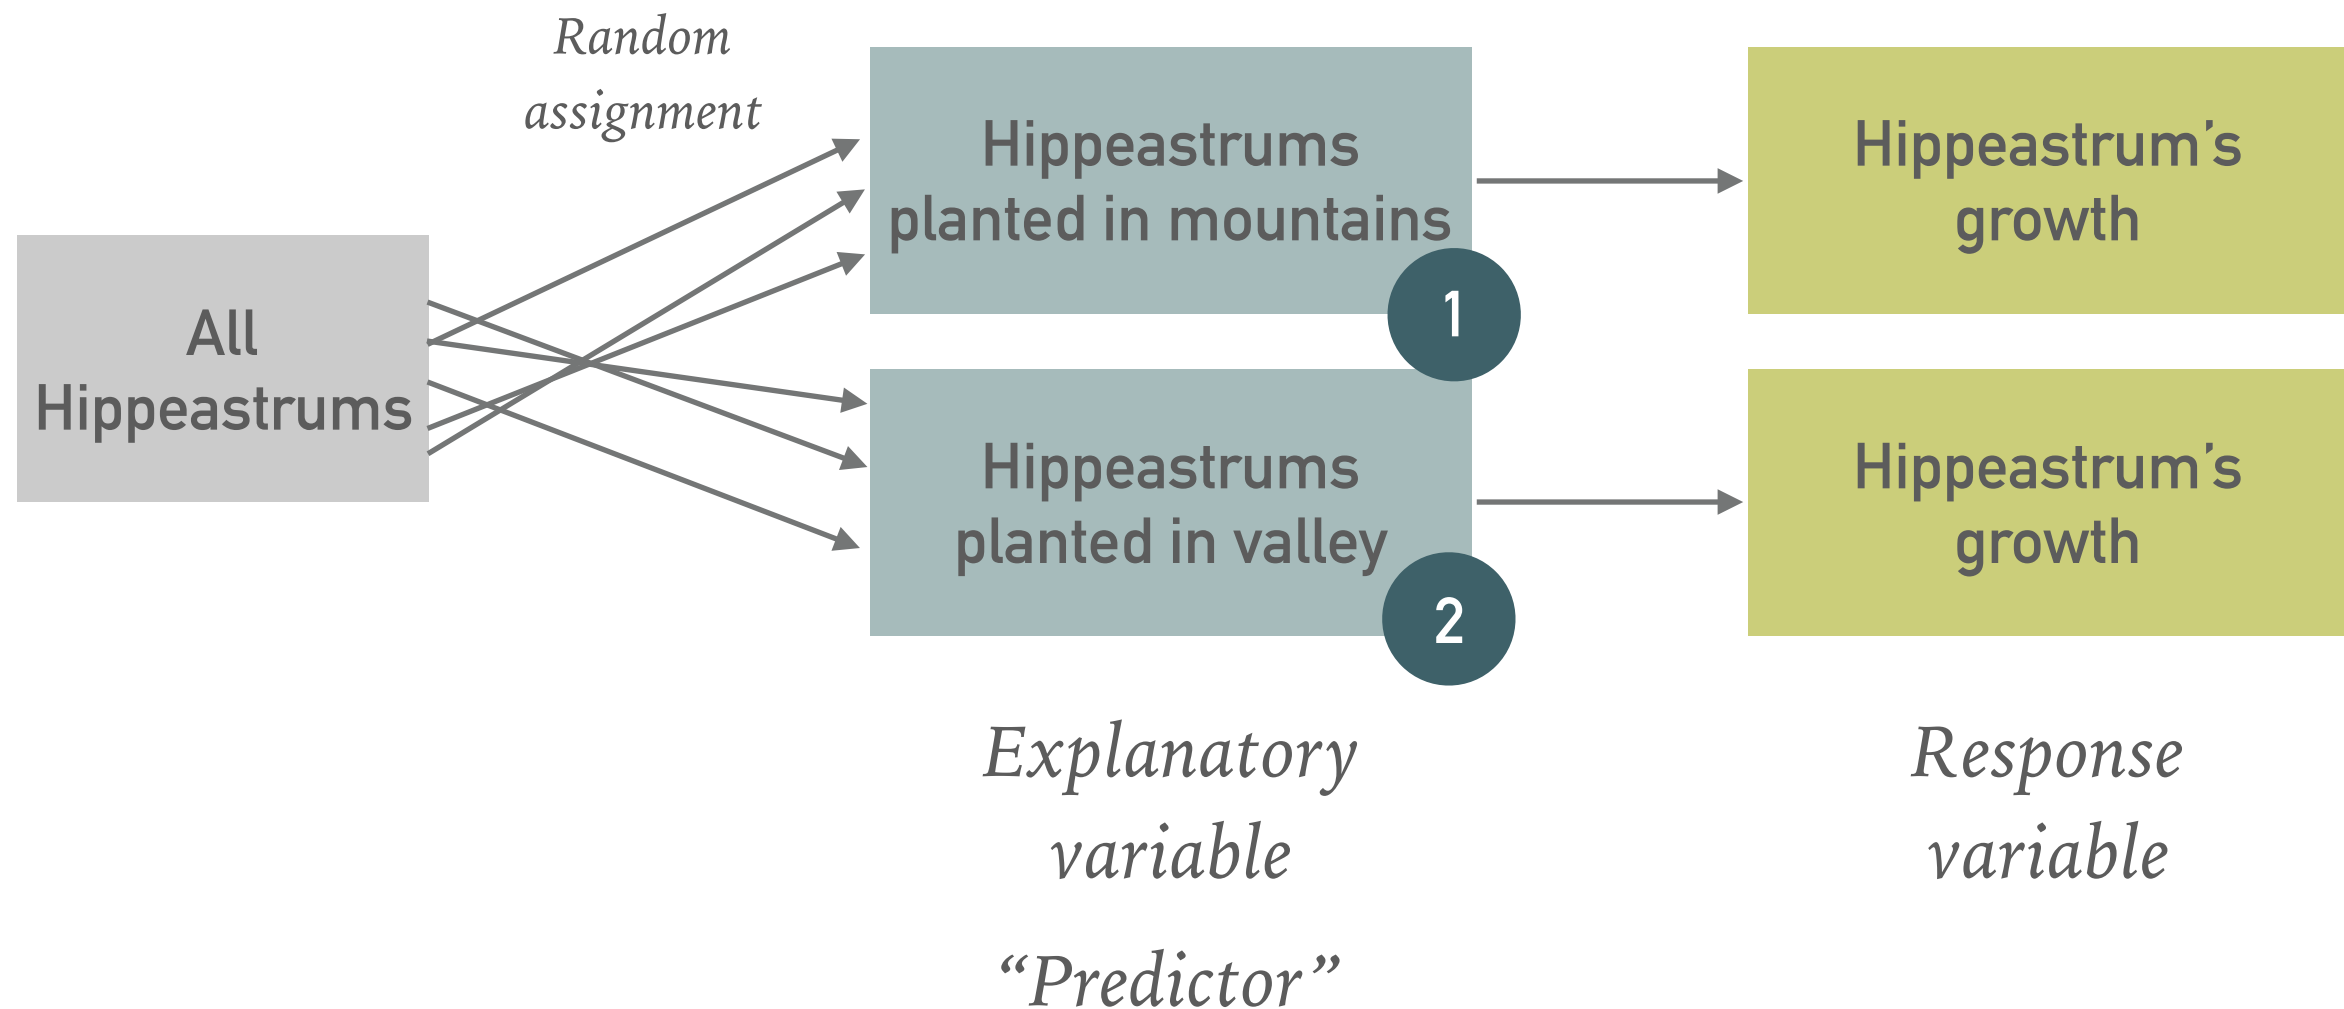 Random
assignment
All
Hippeastrums
Hippeastrums
planted in mountains
1
Hippeastrum’s
growth
Hippeastrums
planted in valley
2
Hippeastrum’s
growth
Explanatory
variable
“Predictor”
Response
variable